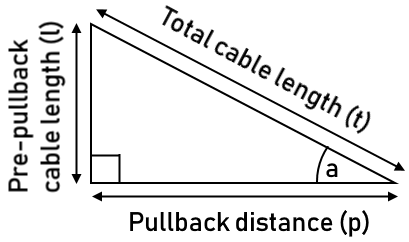 Pre-pullback
cable length (l)
Total cable length (t)
a
Pullback distance (p)